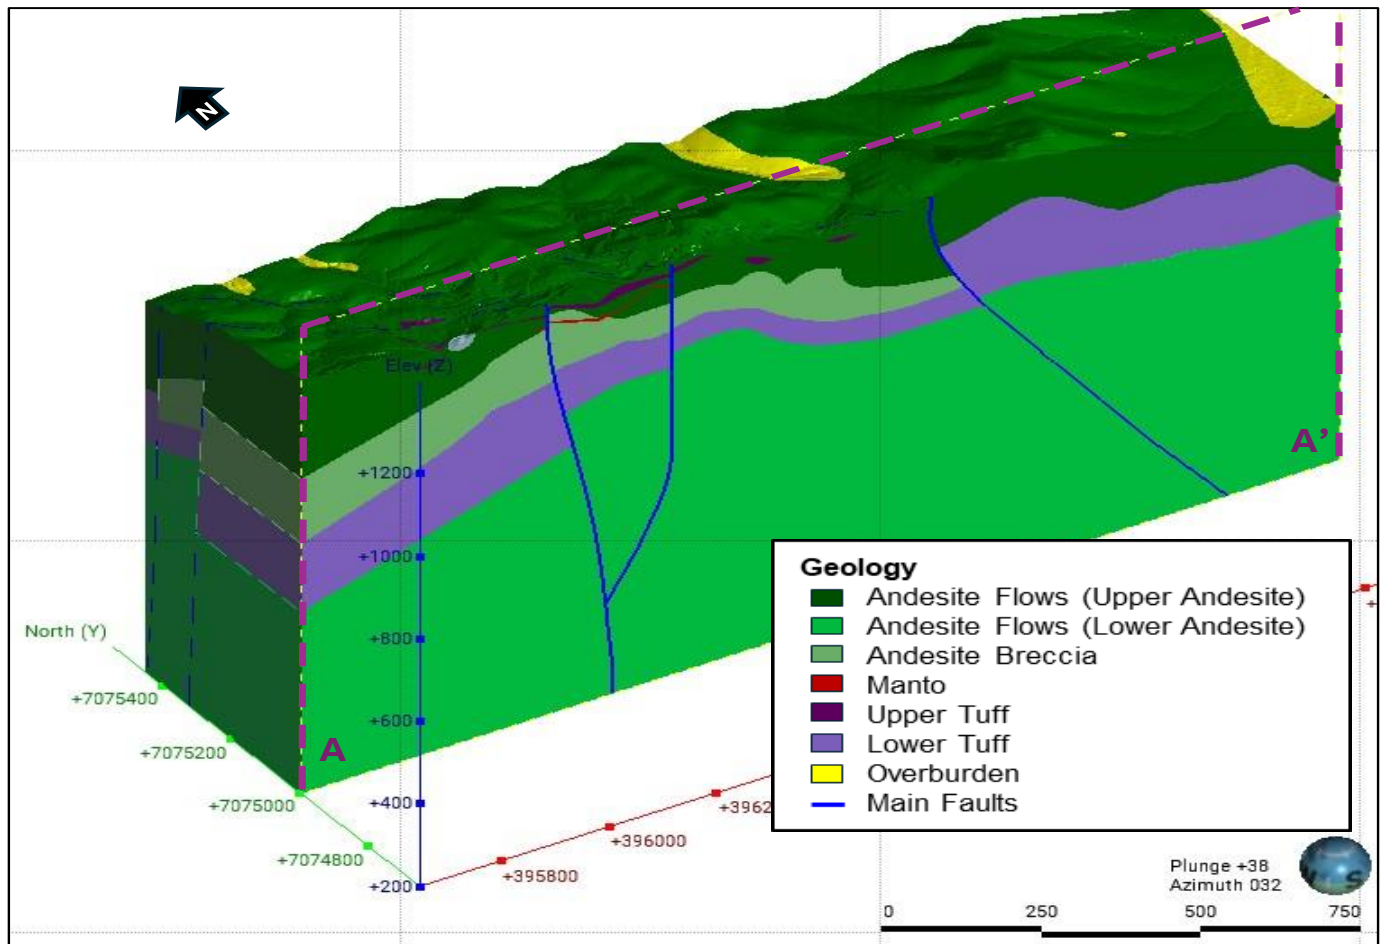 N
Elev (Z)
+1200
+1000
+800
+600
+400
+200
North (Y)
+7075400
+7075200
+7075000
+7074800
A
A’
+395800
+396000
+3962
+
Geology
Andesite Flows (Upper Andesite)
Andesite Flows (Lower Andesite)
Andesite Breccia
Manto
Upper Tuff
Lower Tuff
Overburden
Main Faults
Plunge +38
Azimuth 032
S
0 250 500 750